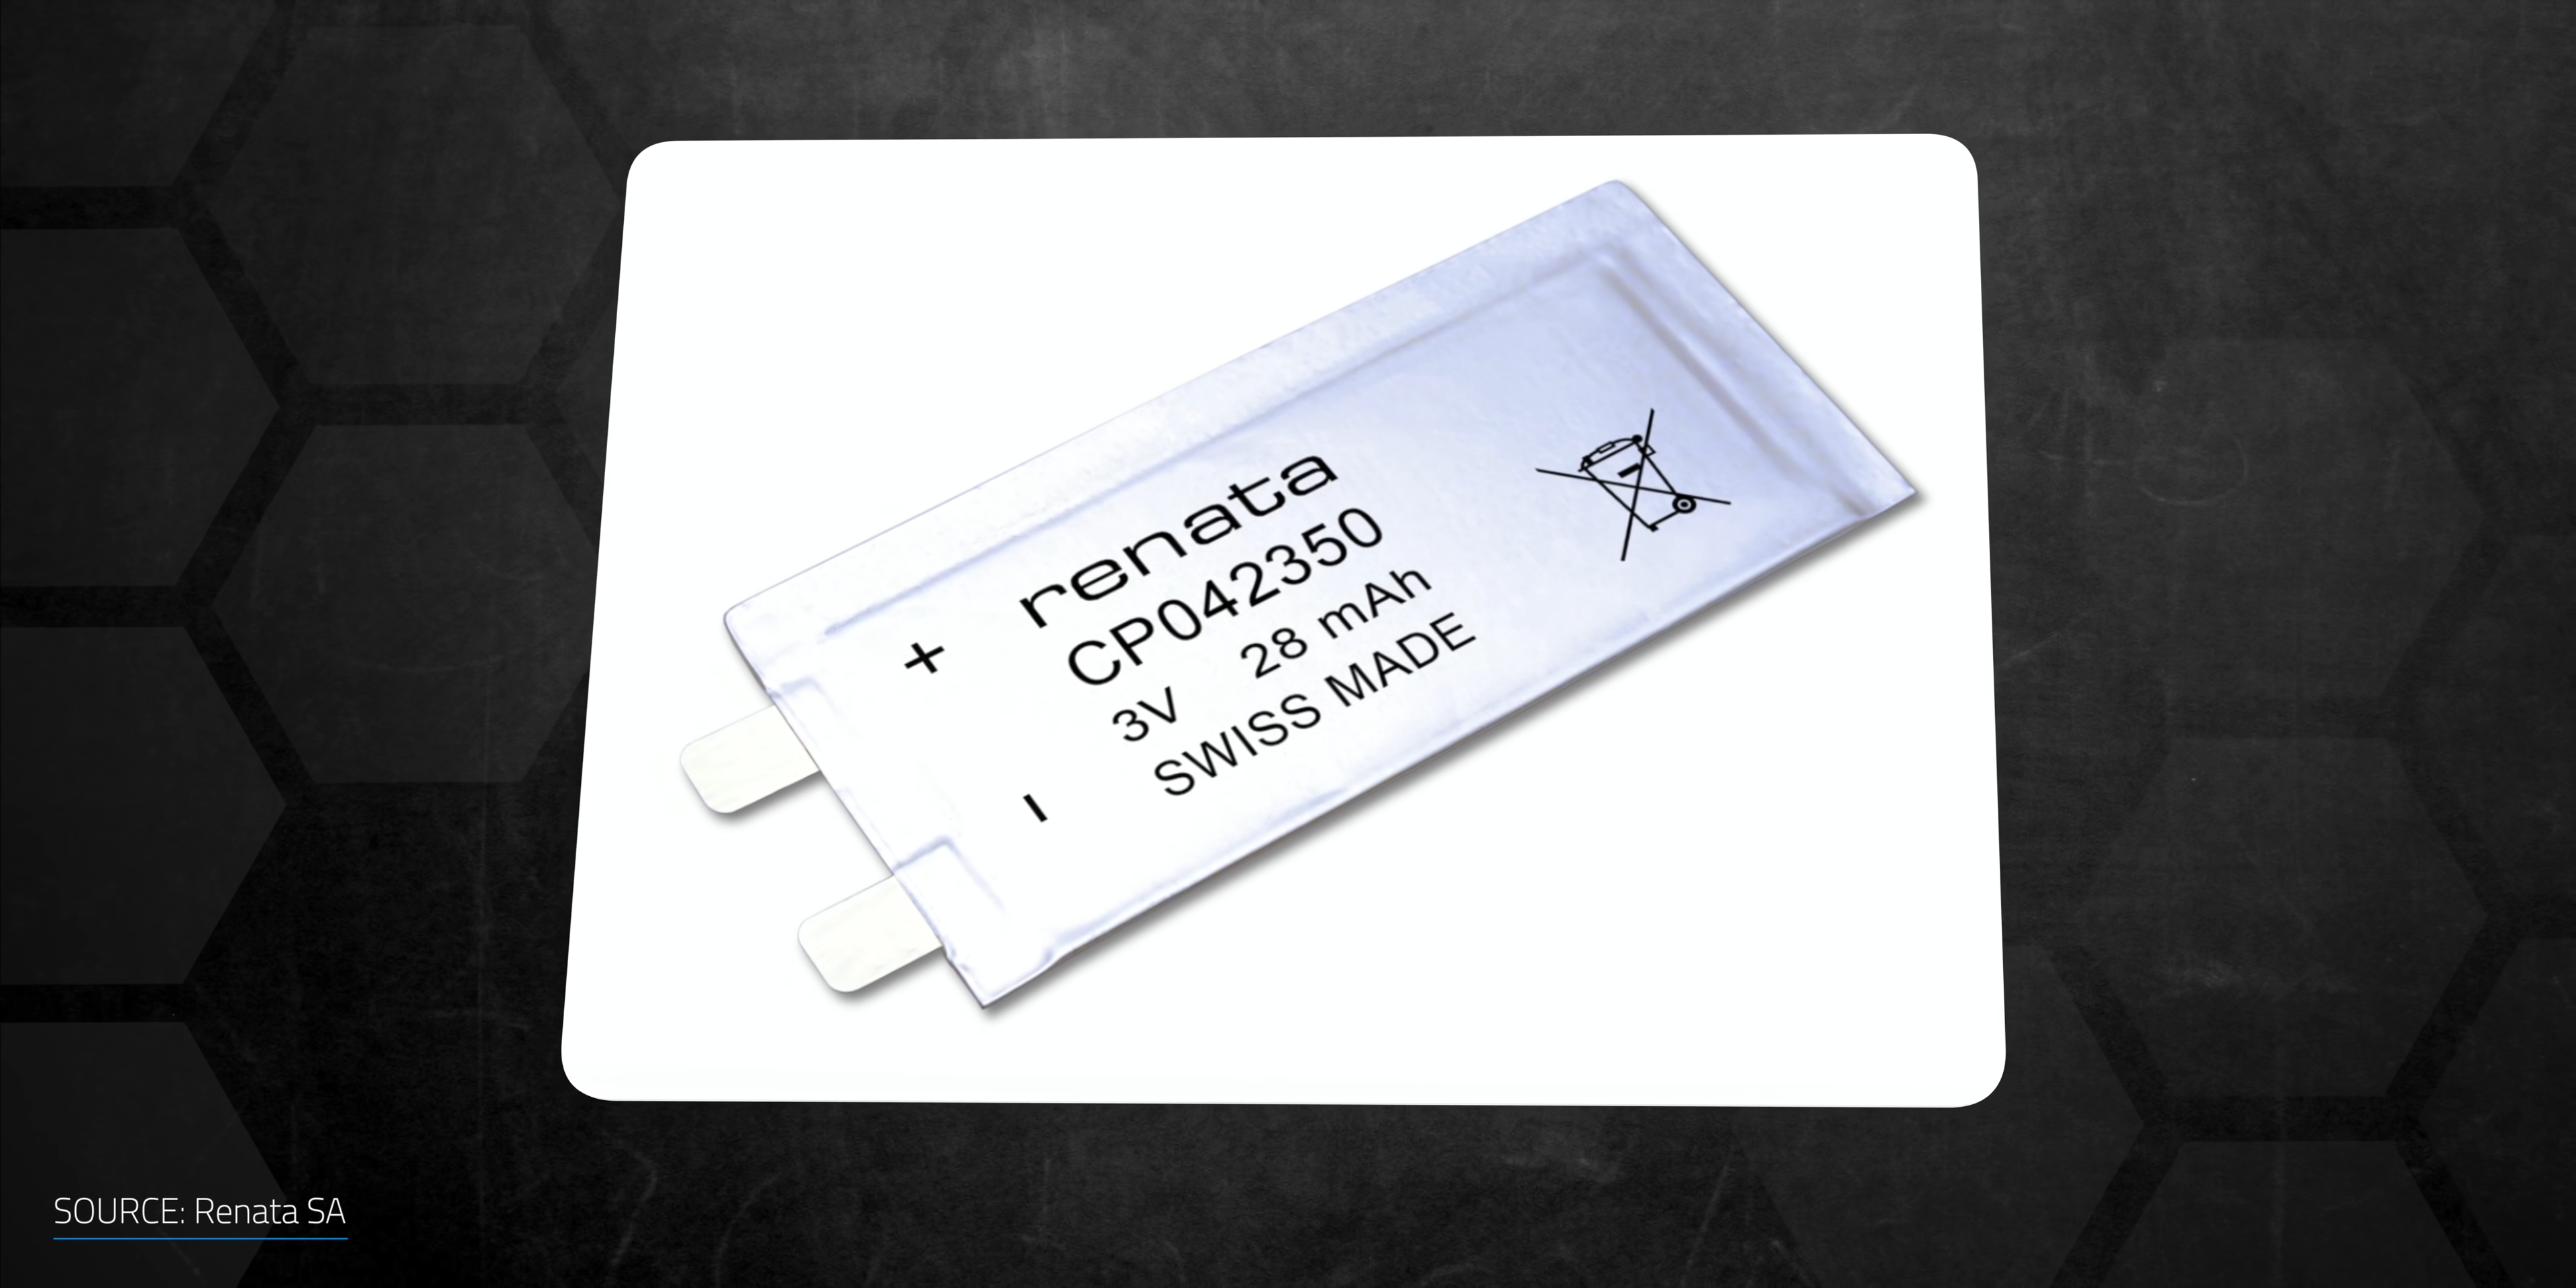 renata
CP042350
3V 28 mAh
SWISS MADE
+
-
SOURCE: Renata SA